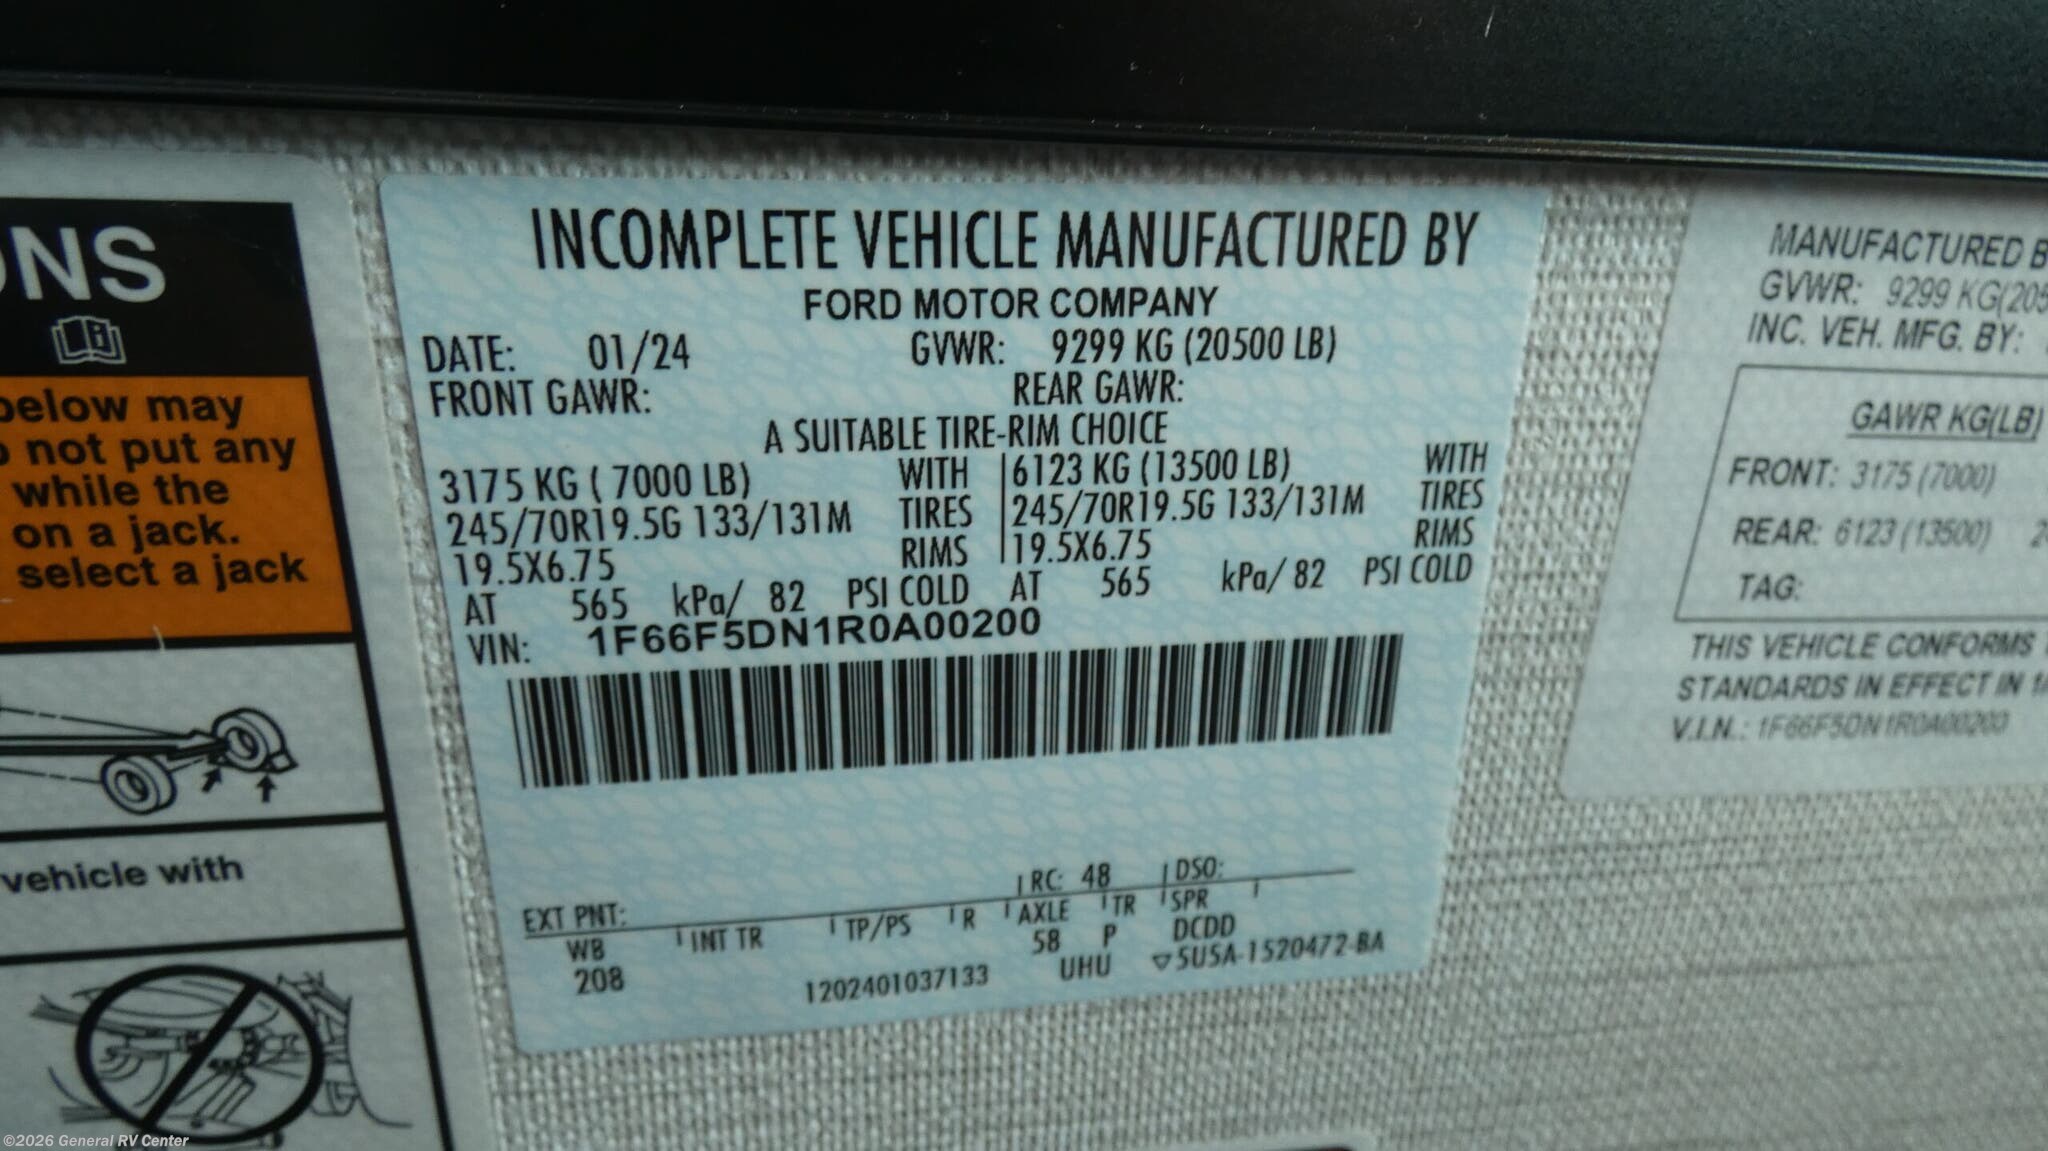 ONS
below may
o not put any
while the
on a jack.
select a jack
vehicle with
INCOMPLETE VEHICLE MANUFACTURED BY
FORD MOTOR COMPANY
DATE: 01/24 GVWR: 9299 KG (20500 LB)
FRONT GAWR: REAR GAWR:
A SUITABLE TIRE-RIM CHOICE
3175 KG ( 7000 LB) WITH 6123 KG (13500 LB) WITH
245/70R19.5G 133/131M TIRES 245/70R19.5G 133/131M TIRES
19.5X6.75 RIMS 19.5X6.75 RIMS
AT 565 kPa/ 82 PSI COLD AT 565 kPa/ 82 PSI COLD
VIN: 1F66F5DN1R0A00200
RC: 48 DSO:
EXT PNT:
WB INT TR TP/PS R AXLE TR SPR
208 58 P DCDD
1202401037133 UHU ▽5U5A-1520472-BA
MANUFACTURED B
GVWR: 9299 KG(205
INC. VEH. MFG. BY:
GAWR KG(LB)
FRONT: 3175 (7000)
REAR: 6123 (13500) 2
TAG:
THIS VEHICLE CONFORMS
STANDARDS IN EFFECT IN
V.I.N.: 1F66F5DN1R0A00200
©2026 General RV Center